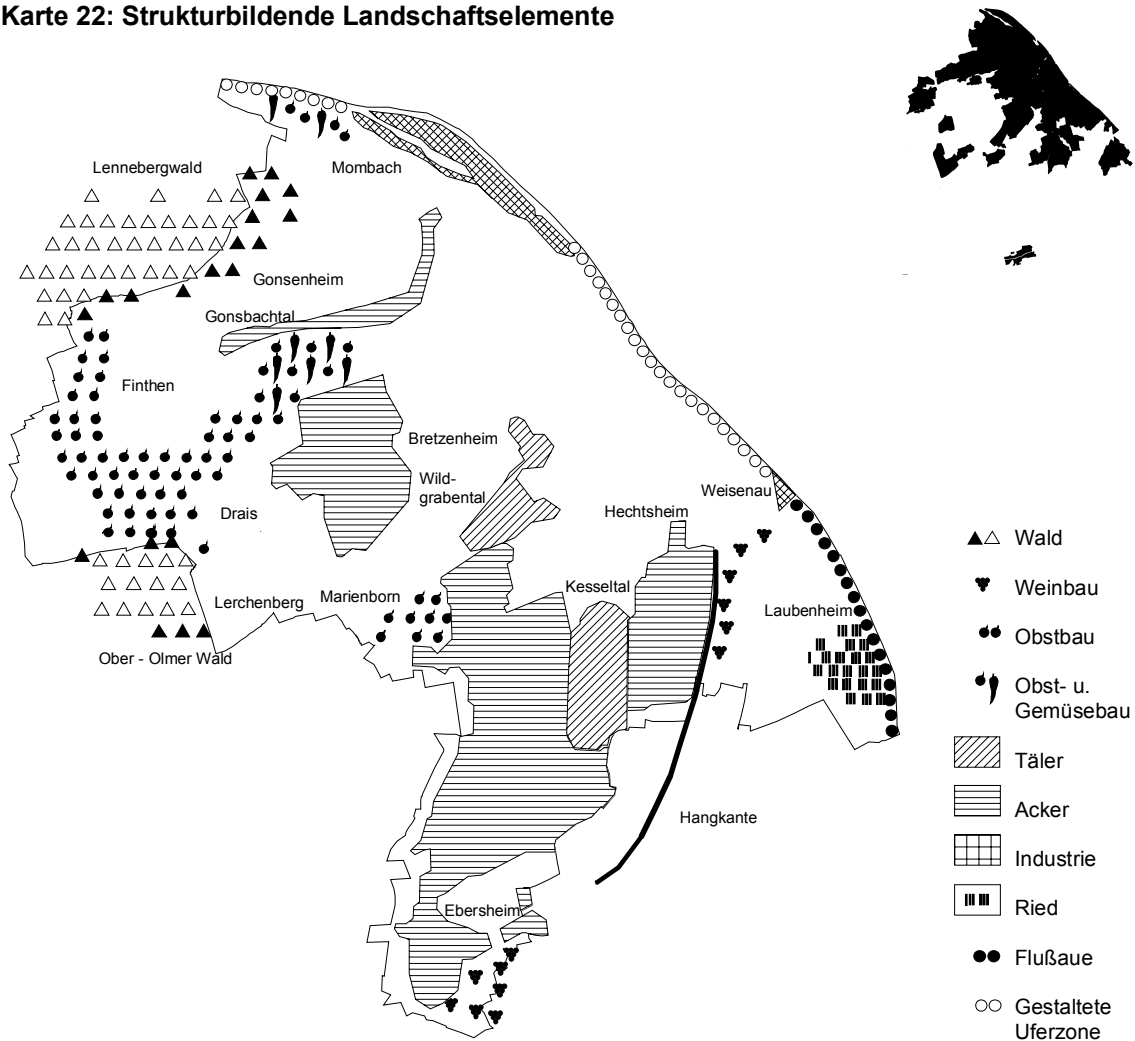 Karte 22: Strukturbildende Landschaftselemente
Lennebergwald
Mombach
Gonsenheim
Gonsbachtal
Finthen
Bretzenheim
Wild-
grabental
Weisenau
Drais
Hechtsheim
Kesseltal
Marienborn
Lerchenberg
Laubenheim
Ober - Olmer Wald
Hangkante
Ebersheim
Wald
Weinbau
Obstbau
Obst- u.
Gemüsebau
Täler
Acker
Industrie
Ried
Flußaue
Gestaltete
Uferzone